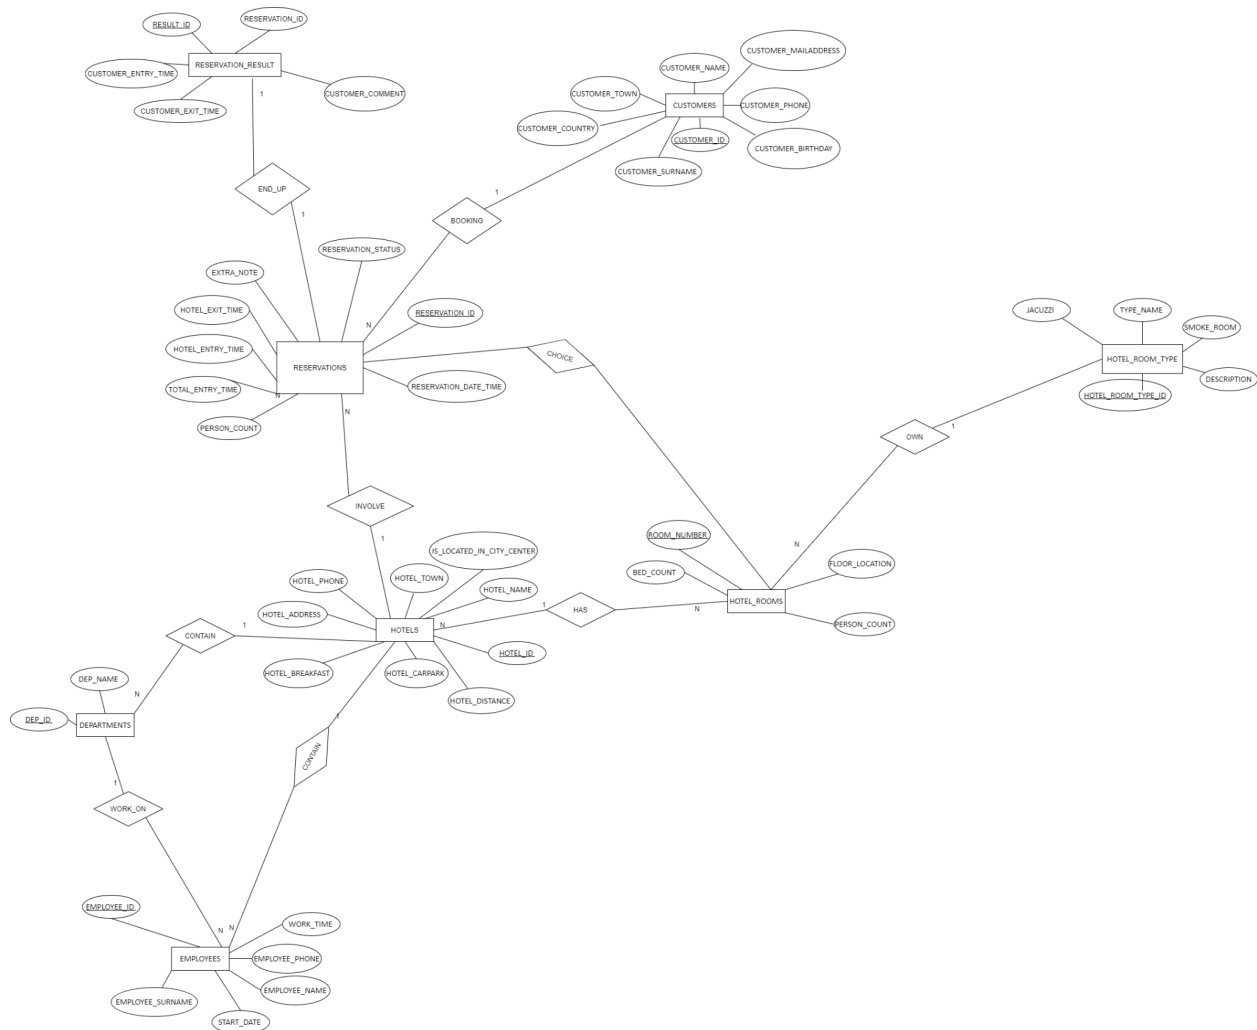 RESULT_ID
RESERVATION_ID
RESERVATION_RESULT
CUSTOMER_ENTRY_TIME
CUSTOMER_COMMENT
CUSTOMER_EXIT_TIME
1
END_UP
1
CUSTOMER_MAILADDRESS
CUSTOMER_NAME
CUSTOMER_TOWN
CUSTOMERS
CUSTOMER_PHONE
CUSTOMER_COUNTRY
CUSTOMER_ID
CUSTOMER_BIRTHDAY
CUSTOMER_SURNAME
1
BOOKING
N
RESERVATION_STATUS
EXTRA_NOTE
HOTEL_EXIT_TIME
RESERVATION_ID
HOTEL_ENTRY_TIME
RESERVATIONS
TOTAL_ENTRY_TIME
N
RESERVATION_DATE_TIME
PERSON_COUNT
N
CHOICE
JACUZZI
TYPE_NAME
SMOKE_ROOM
HOTEL_ROOM_TYPE
DESCRIPTION
HOTEL_ROOM_TYPE_ID
1
OWN
N
INVOLVE
1
ROOM_NUMBER
BED_COUNT
FLOOR_LOCATION
HOTEL_ROOMS
PERSON_COUNT
N
HAS
1
IS_LOCATED_IN_CITY_CENTER
HOTEL_PHONE
HOTEL_TOWN
HOTEL_NAME
HOTEL_ADDRESS
HOTELS
N
HOTEL_ID
HOTEL_BREAKFAST
HOTEL_CARPARK
HOTEL_DISTANCE
1
CONTAIN
N
DEP_NAME
DEP_ID
DEPARTMENTS
1
CONTAIN
1
WORK_ON
N
N
EMPLOYEE_ID
WORK_TIME
EMPLOYEES
EMPLOYEE_PHONE
EMPLOYEE_NAME
EMPLOYEE_SURNAME
START_DATE